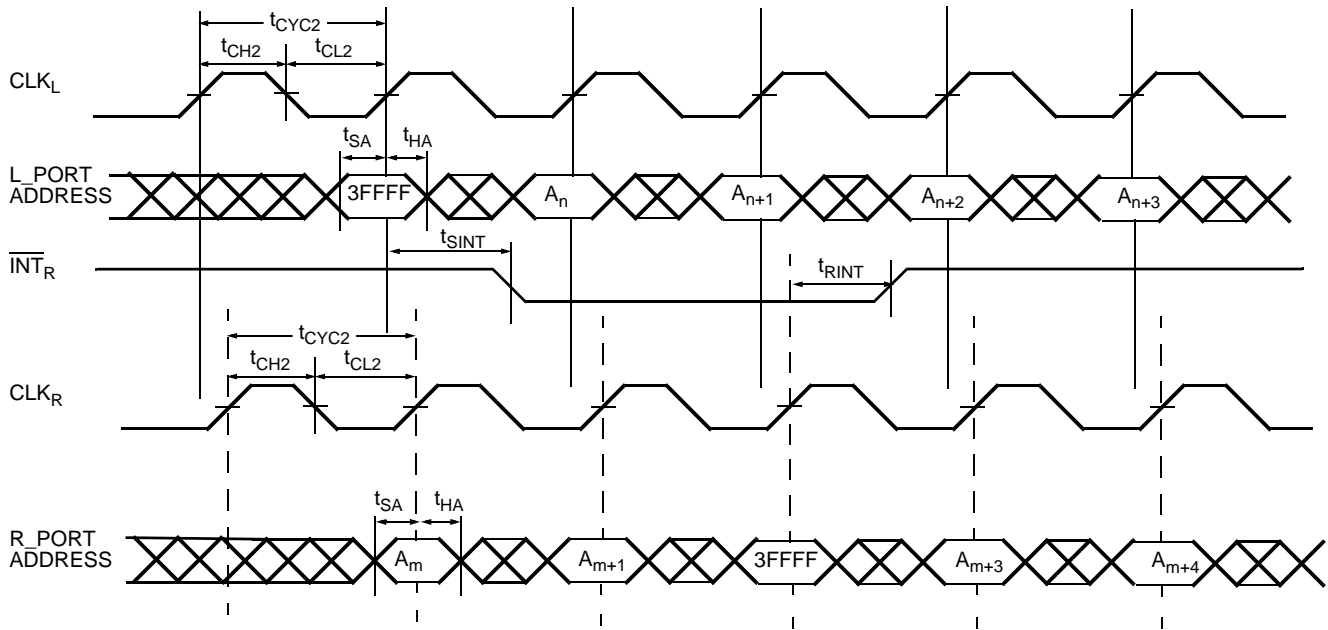 tCYC2
tCH2 tCL2
CLKL
tSA tHA
L_PORT
ADDRESS
3FFFF An An+1 An+2 An+3
tSINT
INTR
tRINT
tCYC2
tCH2 tCL2
CLKR
tSA tHA
R_PORT
ADDRESS
Am Am+1 3FFFF Am+3 Am+4